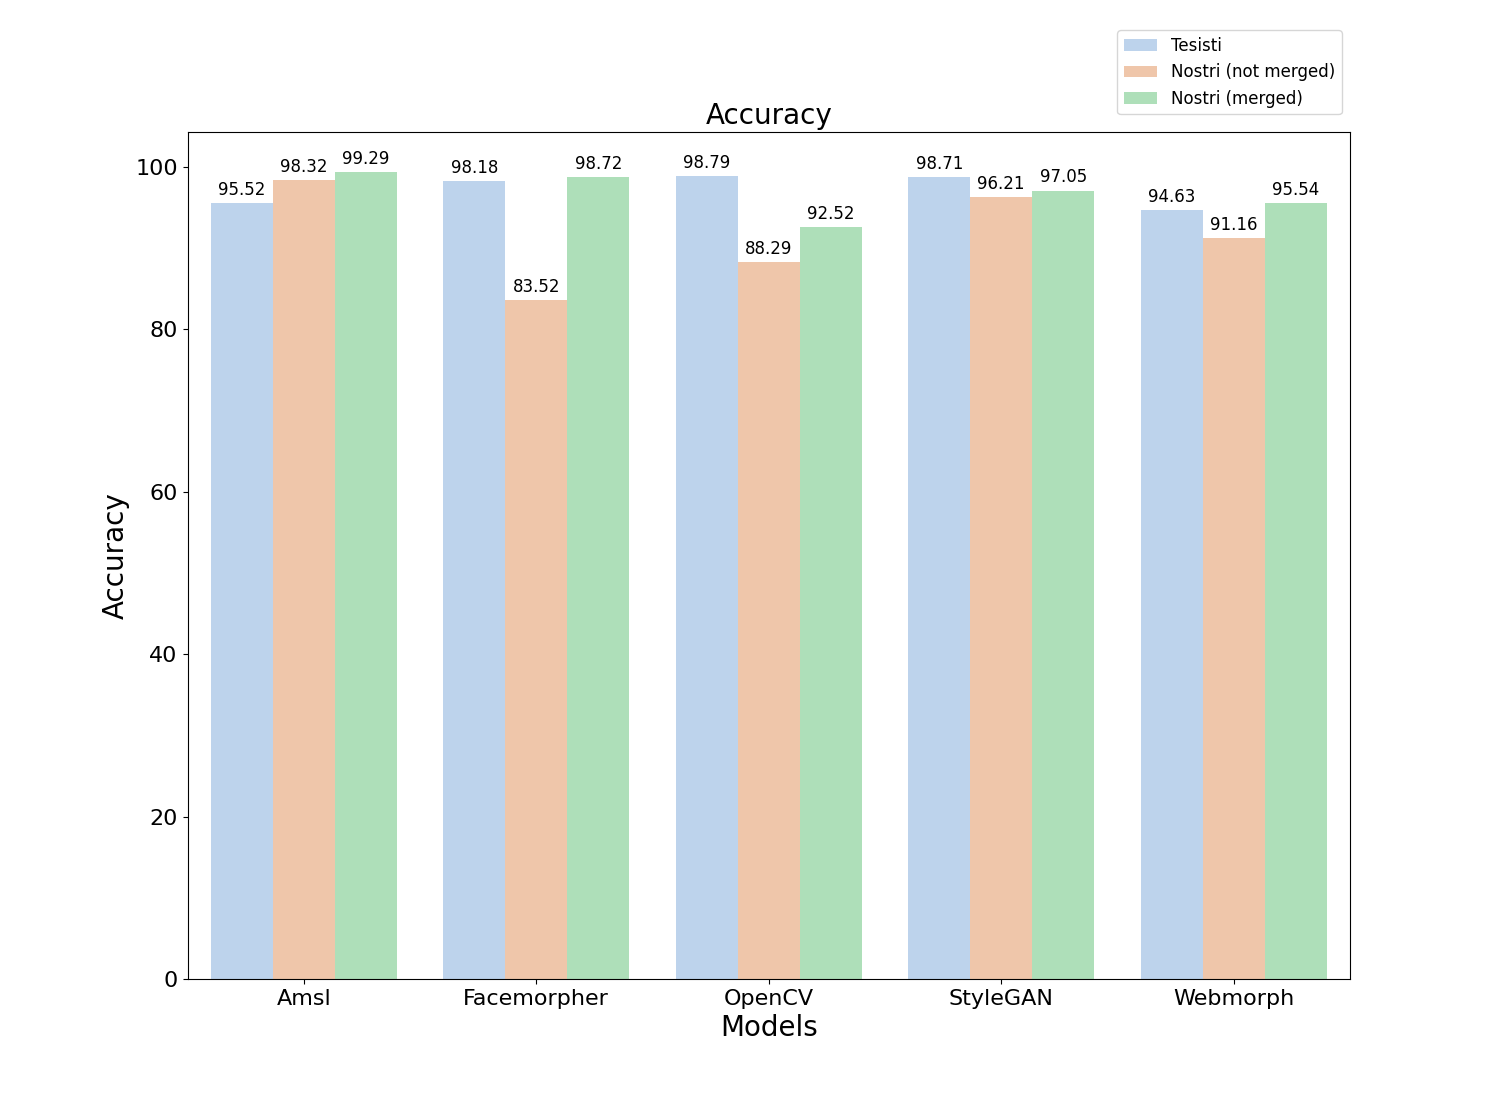 Tesisti
Nostri (not merged)
Nostri (merged)
Accuracy
100
80
60
40
20
0
Accuracy
95.52
98.32
99.29
98.18
83.52
98.72
98.79
88.29
92.52
98.71
96.21
97.05
94.63
91.16
95.54
Amsl
Facemorpher
OpenCV
StyleGAN
Webmorph
Models